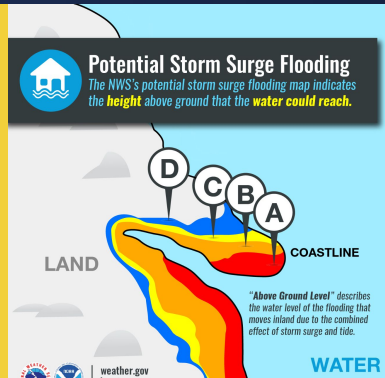 Potential Storm Surge Flooding
The NWS's potential storm surge flooding map indicates
the height above ground that the water could reach.
D
C
B
A
COASTLINE
LAND
"Above Ground Level" describes
the water level of the flooding that
moves inland due to the combined
effect of storm surge and tide.
WATER
weather.gov